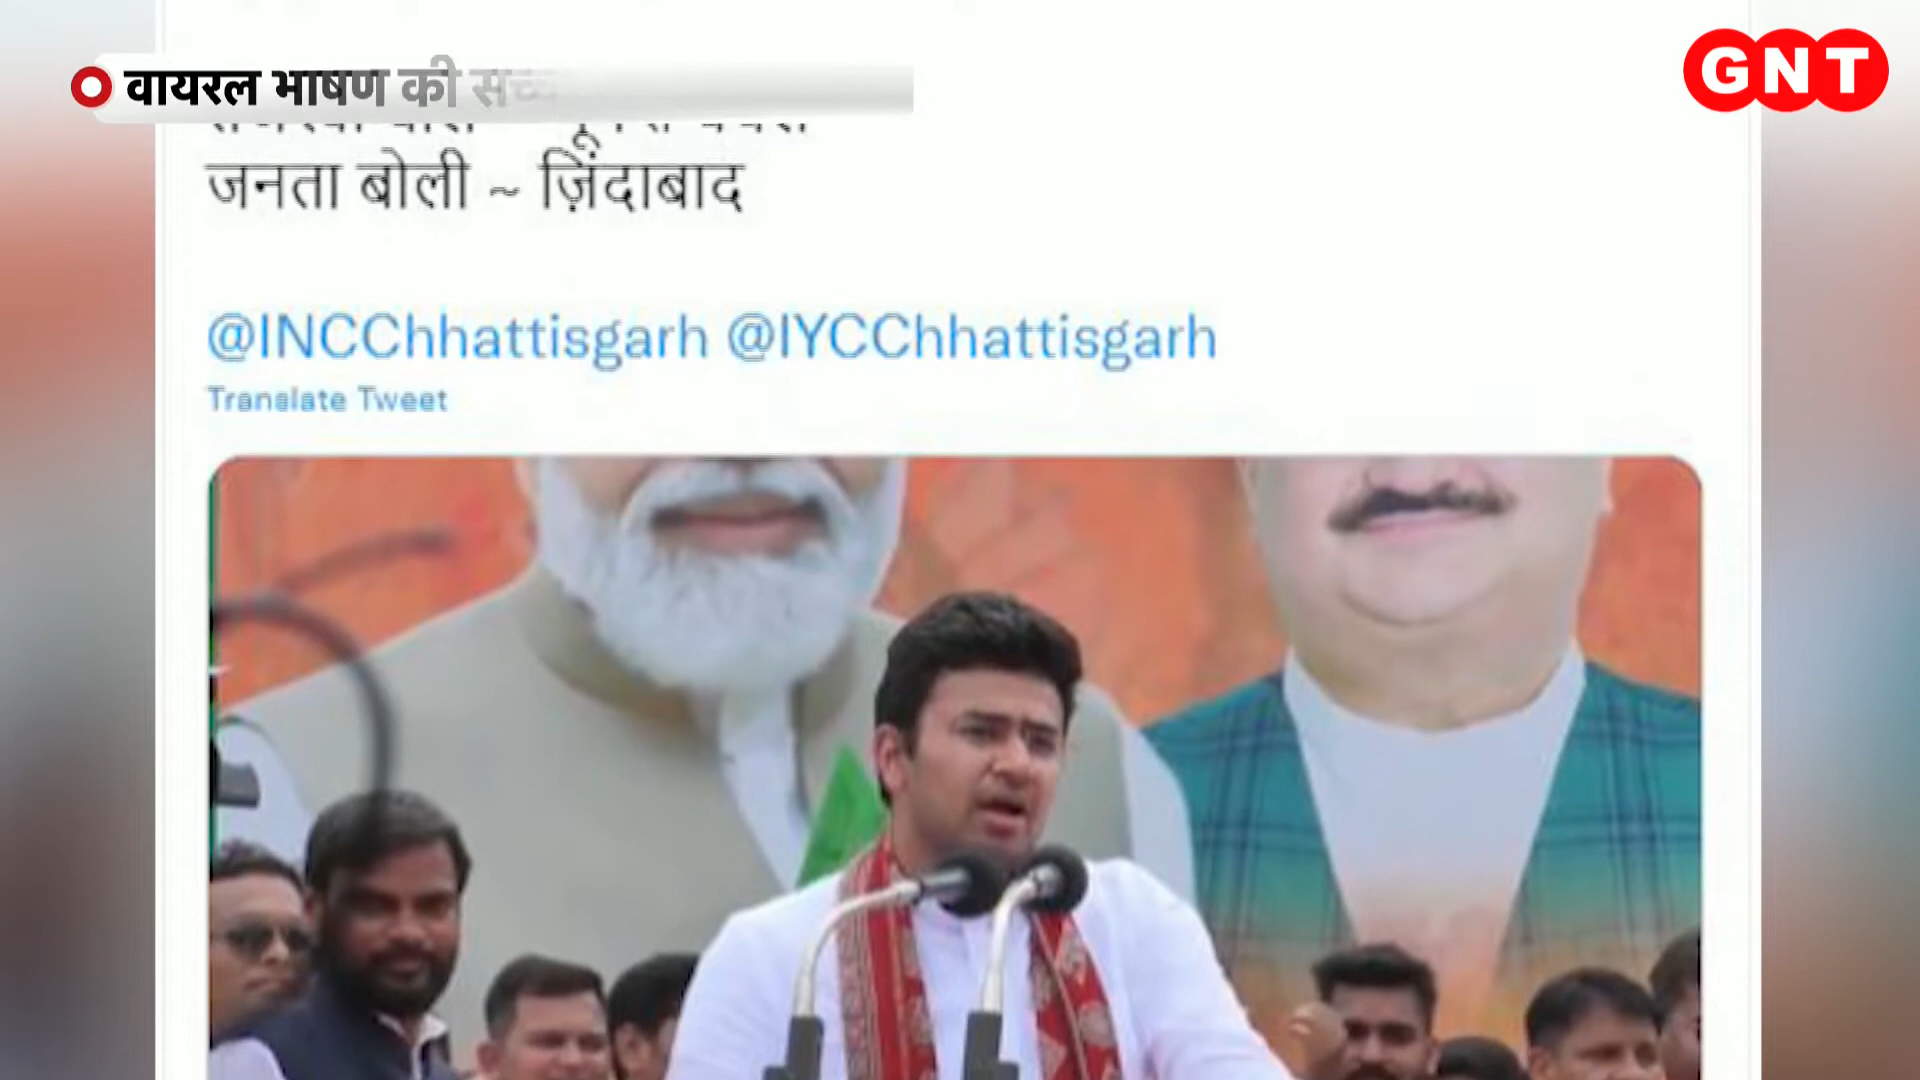 वायरल भाषण की
GNT
जनता बोली ~ ज़िंदाबाद
@INCChhattisgarh @IYCChhattisgarh
Translate Tweet